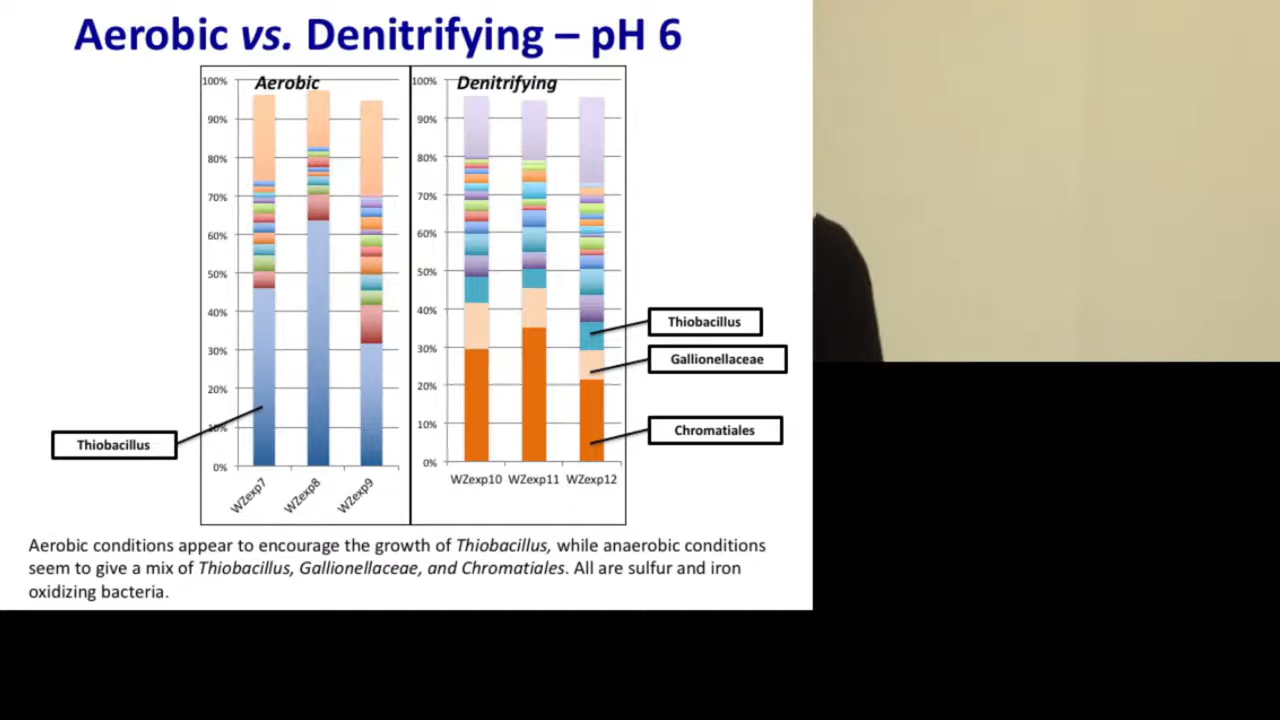 Aerobic vs. Denitrifying – pH 6
Aerobic
100%
90%
80%
70%
60%
50%
40%
30%
20%
10%
0%
WZexp7
WZexp8
WZexp9
Denitrifying
100%
90%
80%
70%
60%
50%
40%
30%
20%
10%
0%
WZexp10 WZexp11 WZexp12
Thiobacillus
Thiobacillus
Gallionellaceae
Chromatiales
Aerobic conditions appear to encourage the growth of Thiobacillus, while anaerobic conditions
seem to give a mix of Thiobacillus, Gallionellaceae, and Chromatiales. All are sulfur and iron
oxidizing bacteria.